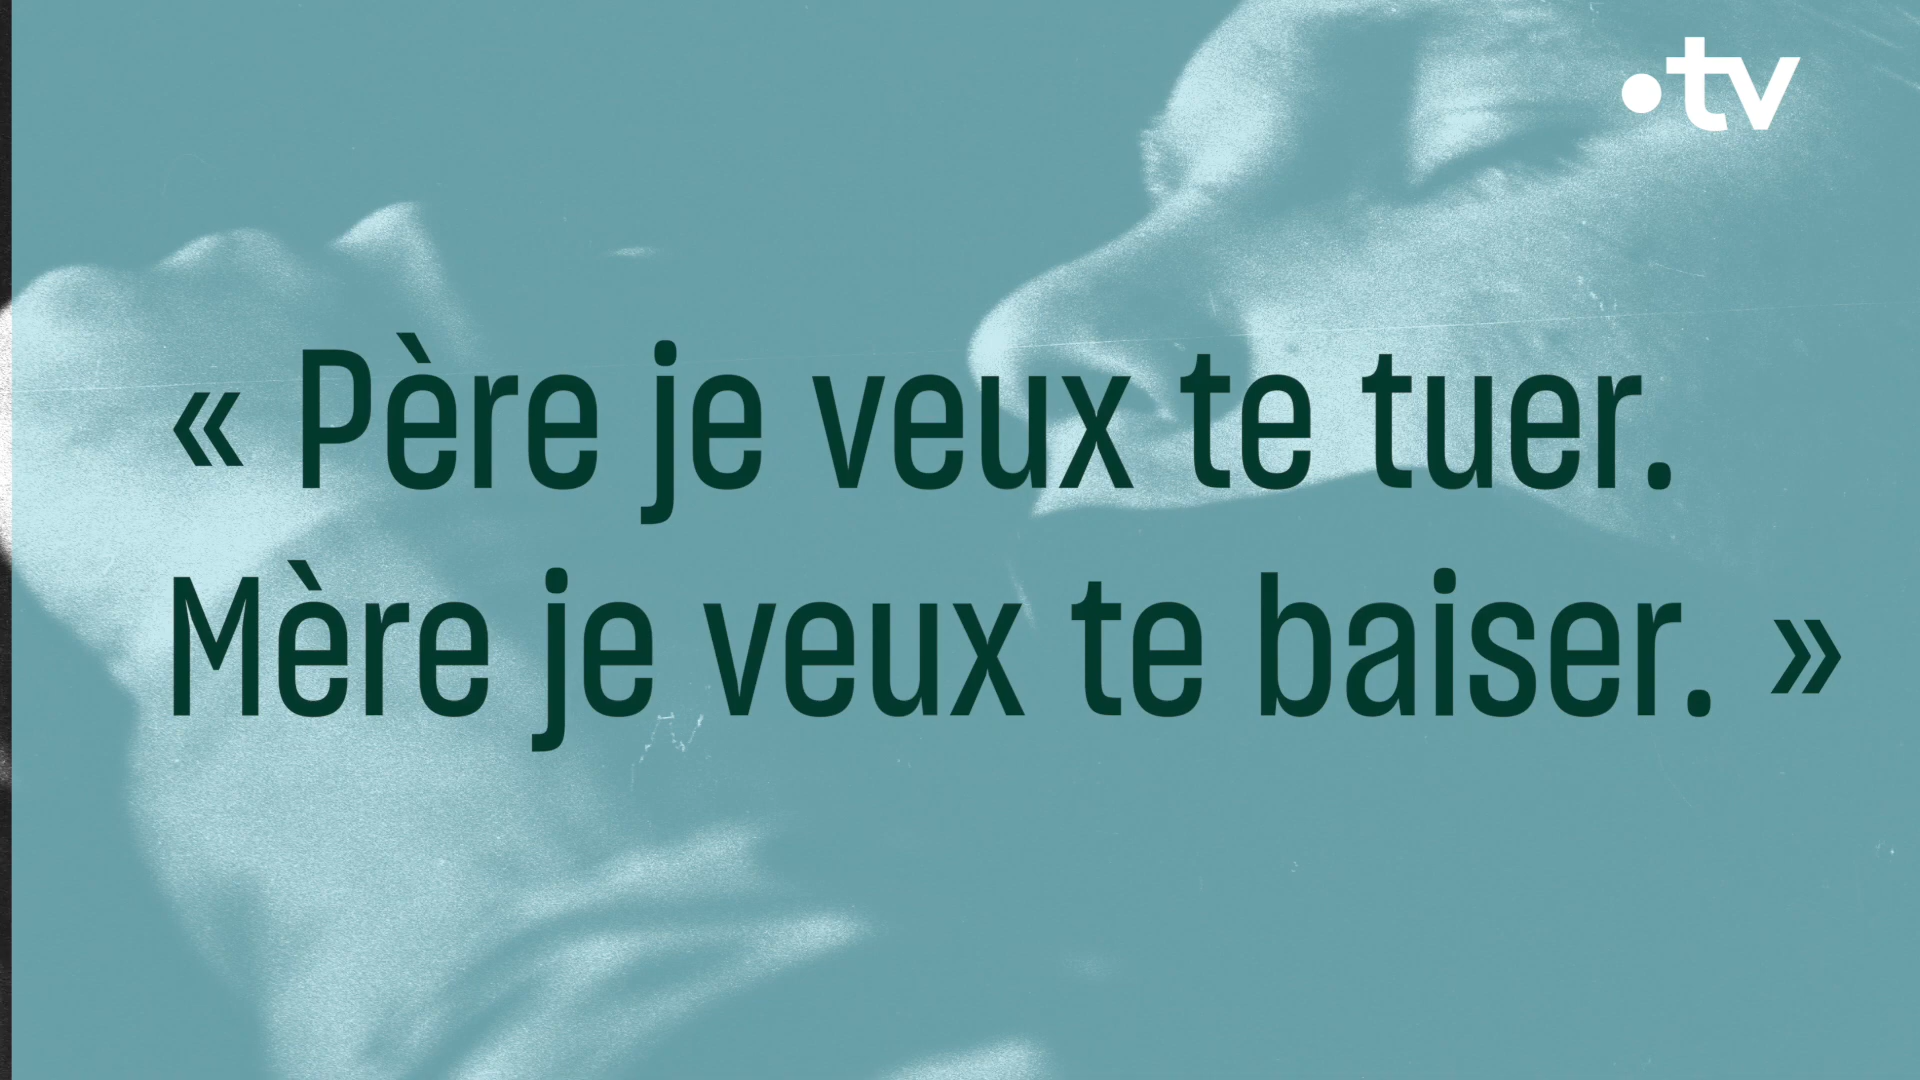 .tv
« Père je veux te tuer.
Mère je veux te baiser. »